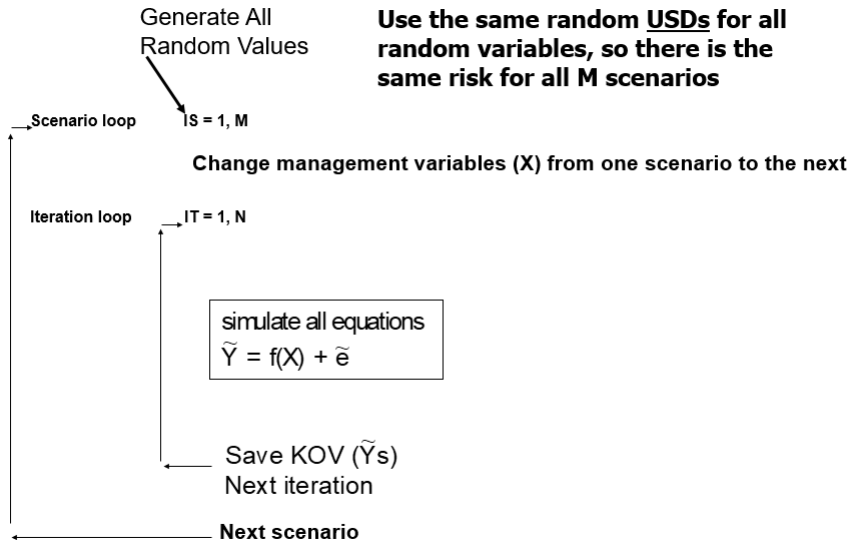 Generate All
Random Values
Use the same random USDs for all
random variables, so there is the
same risk for all M scenarios
Scenario loop IS = 1, M
Change management variables (X) from one scenario to the next
Iteration loop IT = 1, N
simulate all equations
Ỹ = f(X) + ẽ
Save KOV (Ỹs)
Next iteration
Next scenario